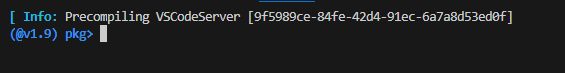 [ Info: Precompiling VSCodeServer [9f5989ce-84fe-42d4-91ec-6a7a8d53ed0f]
(@v1.9) pkg>